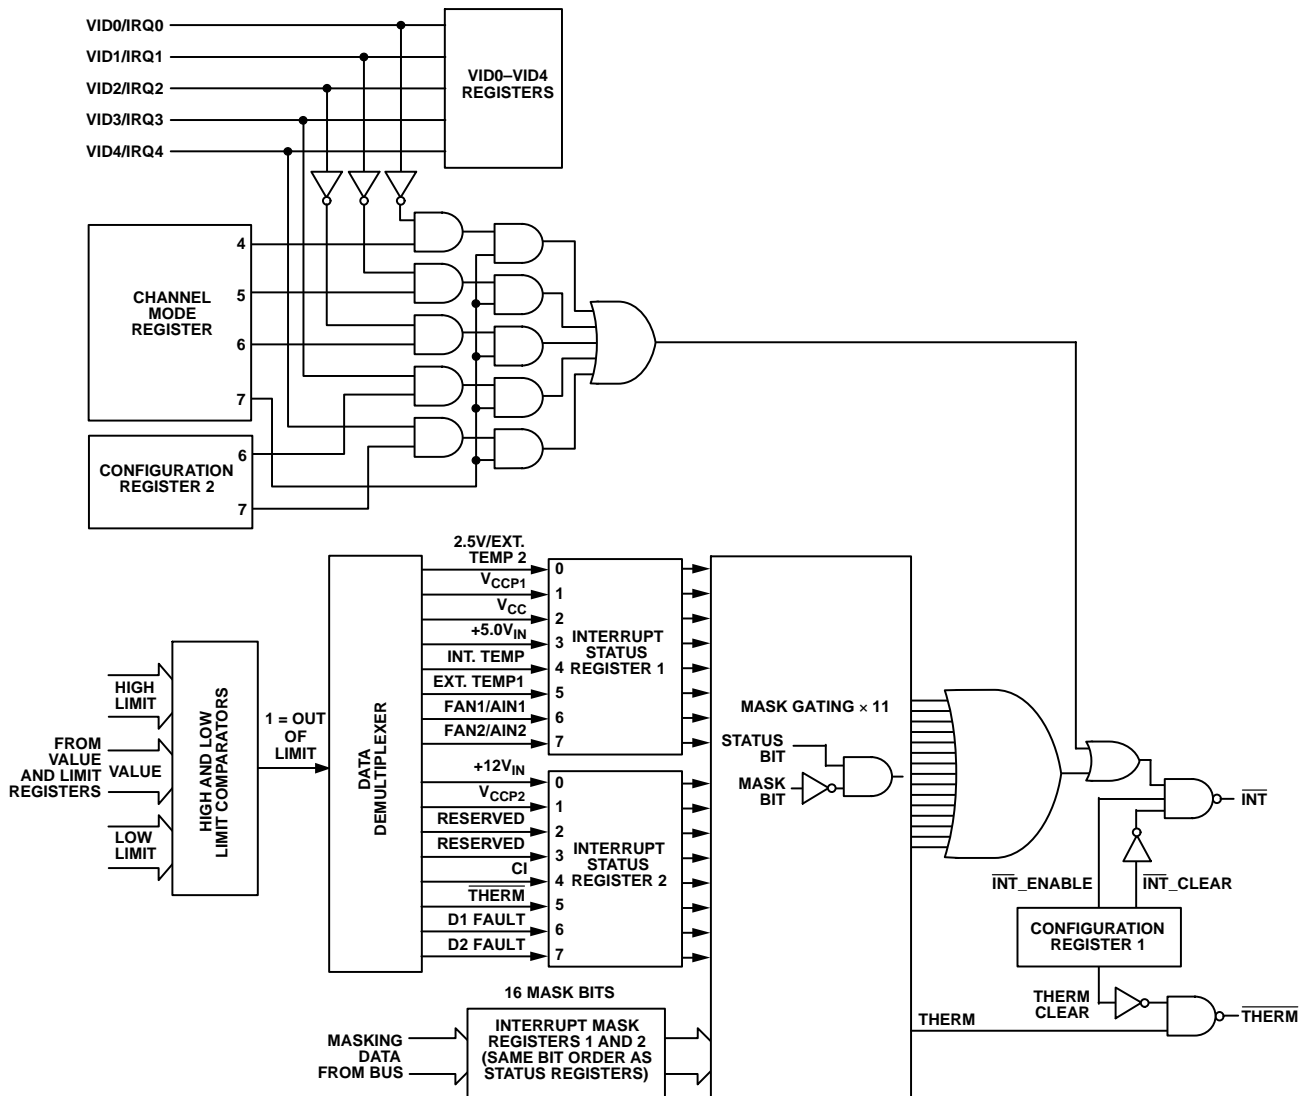 VID0/IRQ0
VID1/IRQ1
VID2/IRQ2
VID3/IRQ3
VID4/IRQ4
VID0–VID4
REGISTERS
CHANNEL
MODE
REGISTER
4
5
6
7
CONFIGURATION
REGISTER 2
6
7
FROM
VALUE
AND LIMIT
REGISTERS
HIGH
LIMIT
VALUE
LOW
LIMIT
HIGH AND LOW
LIMIT COMPARATORS
1 = OUT
OF
LIMIT
DATA
DEMULTIPLEXER
2.5V/EXT.
TEMP 2
VCCP1
VCC
+5.0VIN
INT. TEMP
EXT. TEMP1
FAN1/AIN1
FAN2/AIN2
0
1
2
3
4
5
6
7
INTERRUPT
STATUS
REGISTER 1
+12VIN
VCCP2
RESERVED
RESERVED
CI
THERM
D1 FAULT
D2 FAULT
0
1
2
3
4
5
6
7
INTERRUPT
STATUS
REGISTER 2
16 MASK BITS
MASKING
DATA
FROM BUS
INTERRUPT MASK
REGISTERS 1 AND 2
(SAME BIT ORDER AS
STATUS REGISTERS)
MASK GATING × 11
STATUS
BIT
MASK
BIT
INT
INT_ENABLE
INT_CLEAR
CONFIGURATION
REGISTER 1
THERM
CLEAR
THERM
THERM